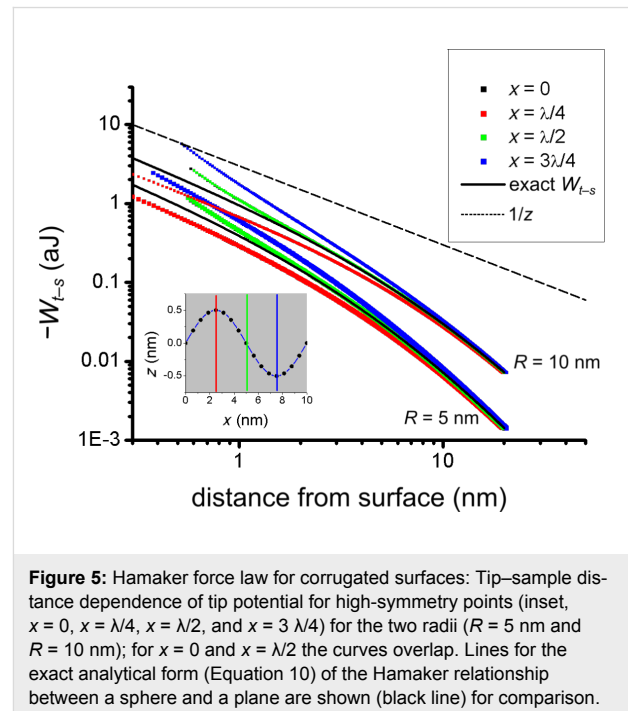 x = 0
x = λ/4
x = λ/2
x = 3λ/4
exact Wt–s
1/z
10
1
0.1
0.01
1E-3
−Wt–s (aJ)
R = 10 nm
R = 5 nm
0.5
0.0
-0.5
z (nm)
0 2 4 6 8 10
x (nm)
1 10
distance from surface (nm)
Figure 5: Hamaker force law for corrugated surfaces: Tip–sample dis-
tance dependence of tip potential for high-symmetry points (inset,
x = 0, x = λ/4, x = λ/2, and x = 3 λ/4) for the two radii (R = 5 nm and
R = 10 nm); for x = 0 and x = λ/2 the curves overlap. Lines for the
exact analytical form (Equation 10) of the Hamaker relationship
between a sphere and a plane are shown (black line) for comparison.